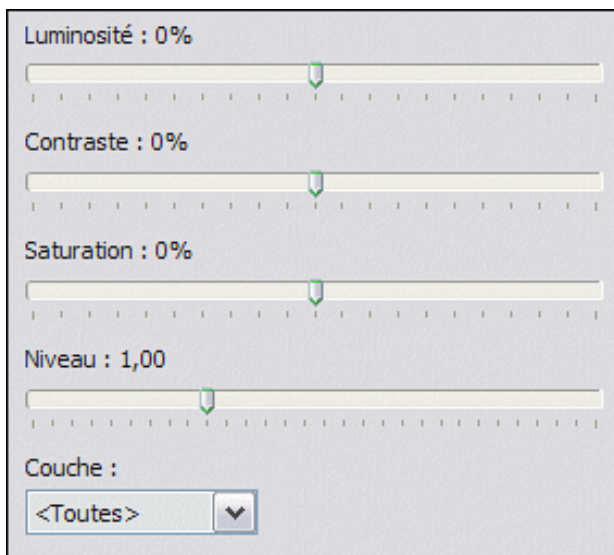 Luminosité : 0%
Contraste : 0%
Saturation : 0%
Niveau : 1,00
Couche :
<Toutes>